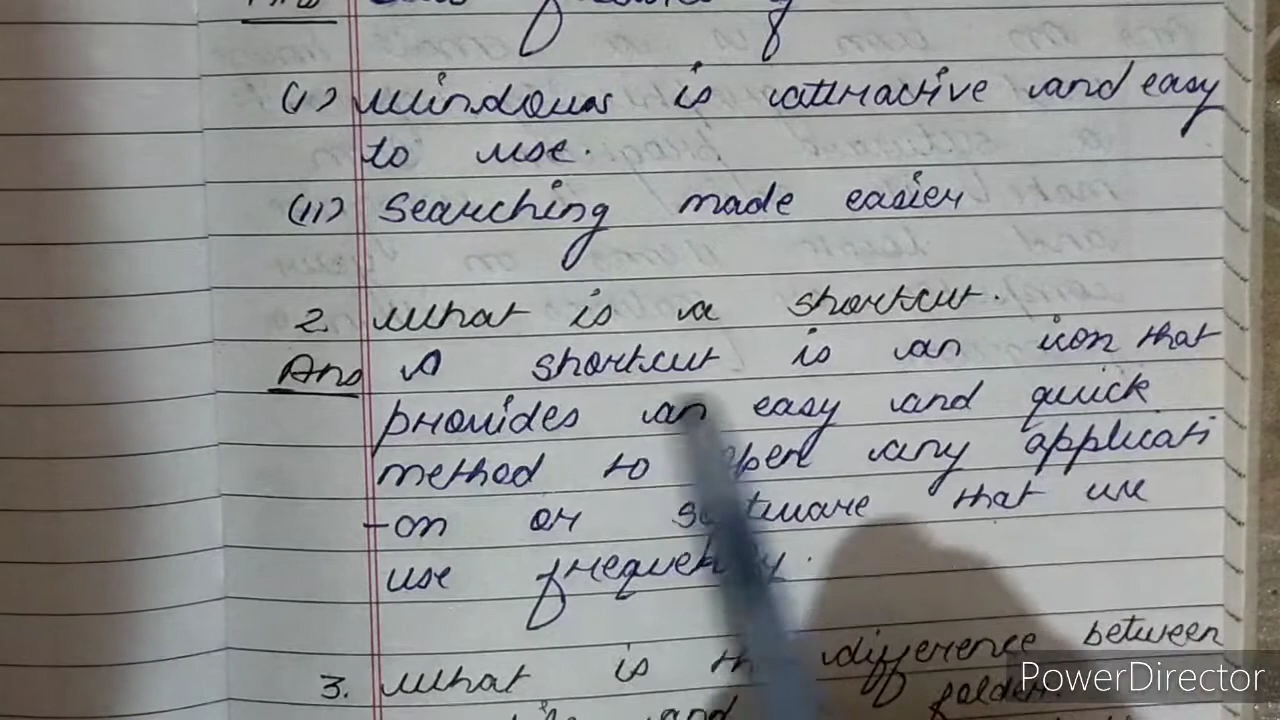 (i) Windows is attractive and easy
to use.
(ii) Searching made easier
2. What is a shortcut.
Ans A shortcut is an icon that
provides an easy and quick
method to open any applicati
-on or software that we
use frequently.
3. What is the difference between
and folder.
PowerDirector